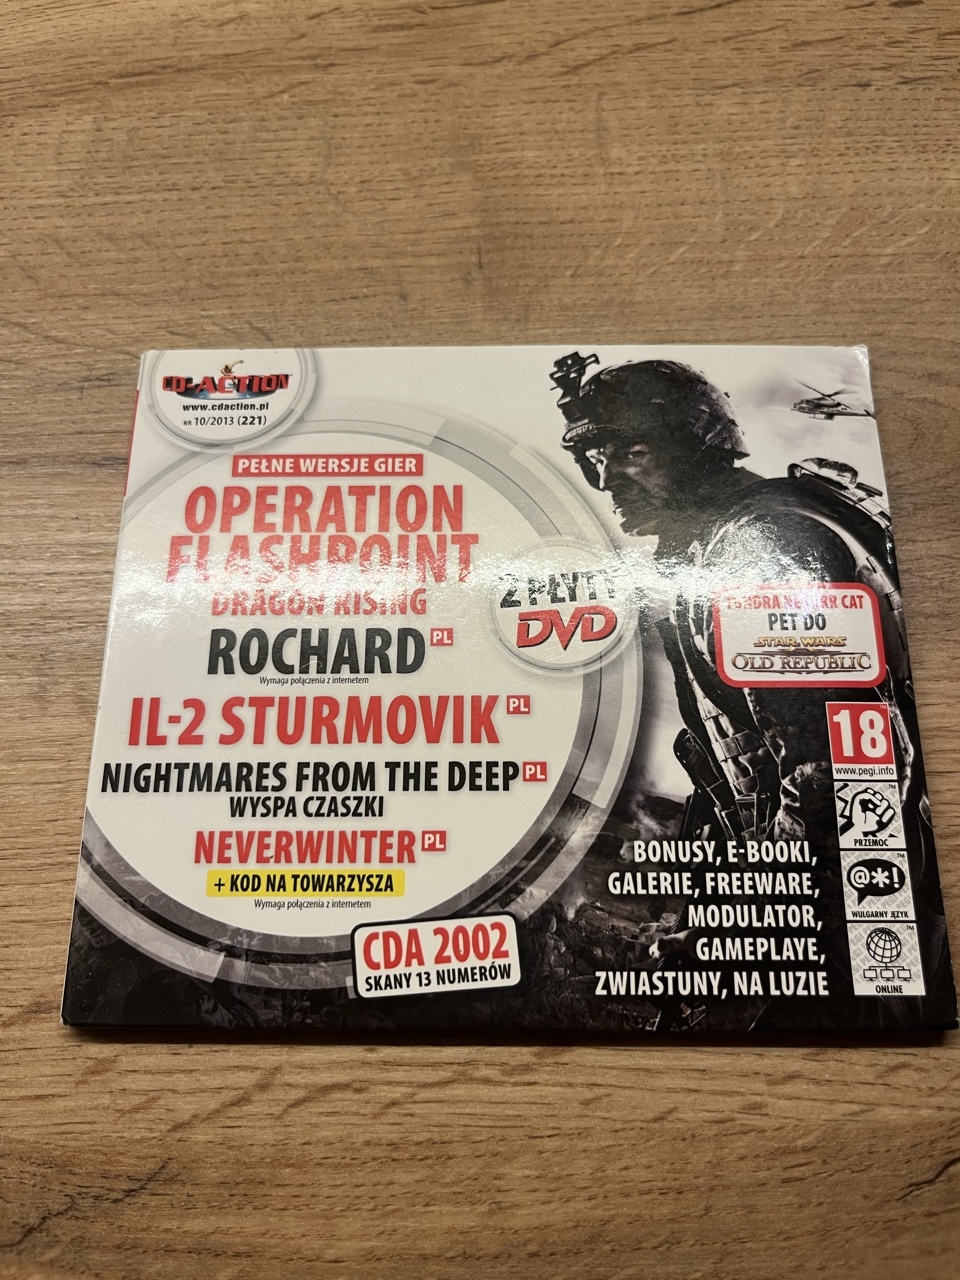 CD-ACTION
www.cdaction.pl
NR 10/2013 (221)
PEŁNE WERSJE GIER
OPERATION
FLASHPOINT
DRAGON RISING
ROCHARD PL
Wymaga połączenia z internetem
IL-2 STURMOVIK PL
NIGHTMARES FROM THE DEEP PL
WYSPA CZASZKI
NEVERWINTER PL
+ KOD NA TOWARZYSZA
Wymaga połączenia z internetem
CDA 2002
SKANY 13 NUMERÓW
2 PŁYTY
DVD
CAT
PET DO
STAR WARS
OLD REPUBLIC
18
www.pegi.info
PRZEMOC
@*!
WULGARNY JĘZYK
ONLINE
BONUSY, E-BOOKI,
GALERIE, FREEWARE,
MODULATOR,
GAMEPLAYE,
ZWIASTUNY, NA LUZIE